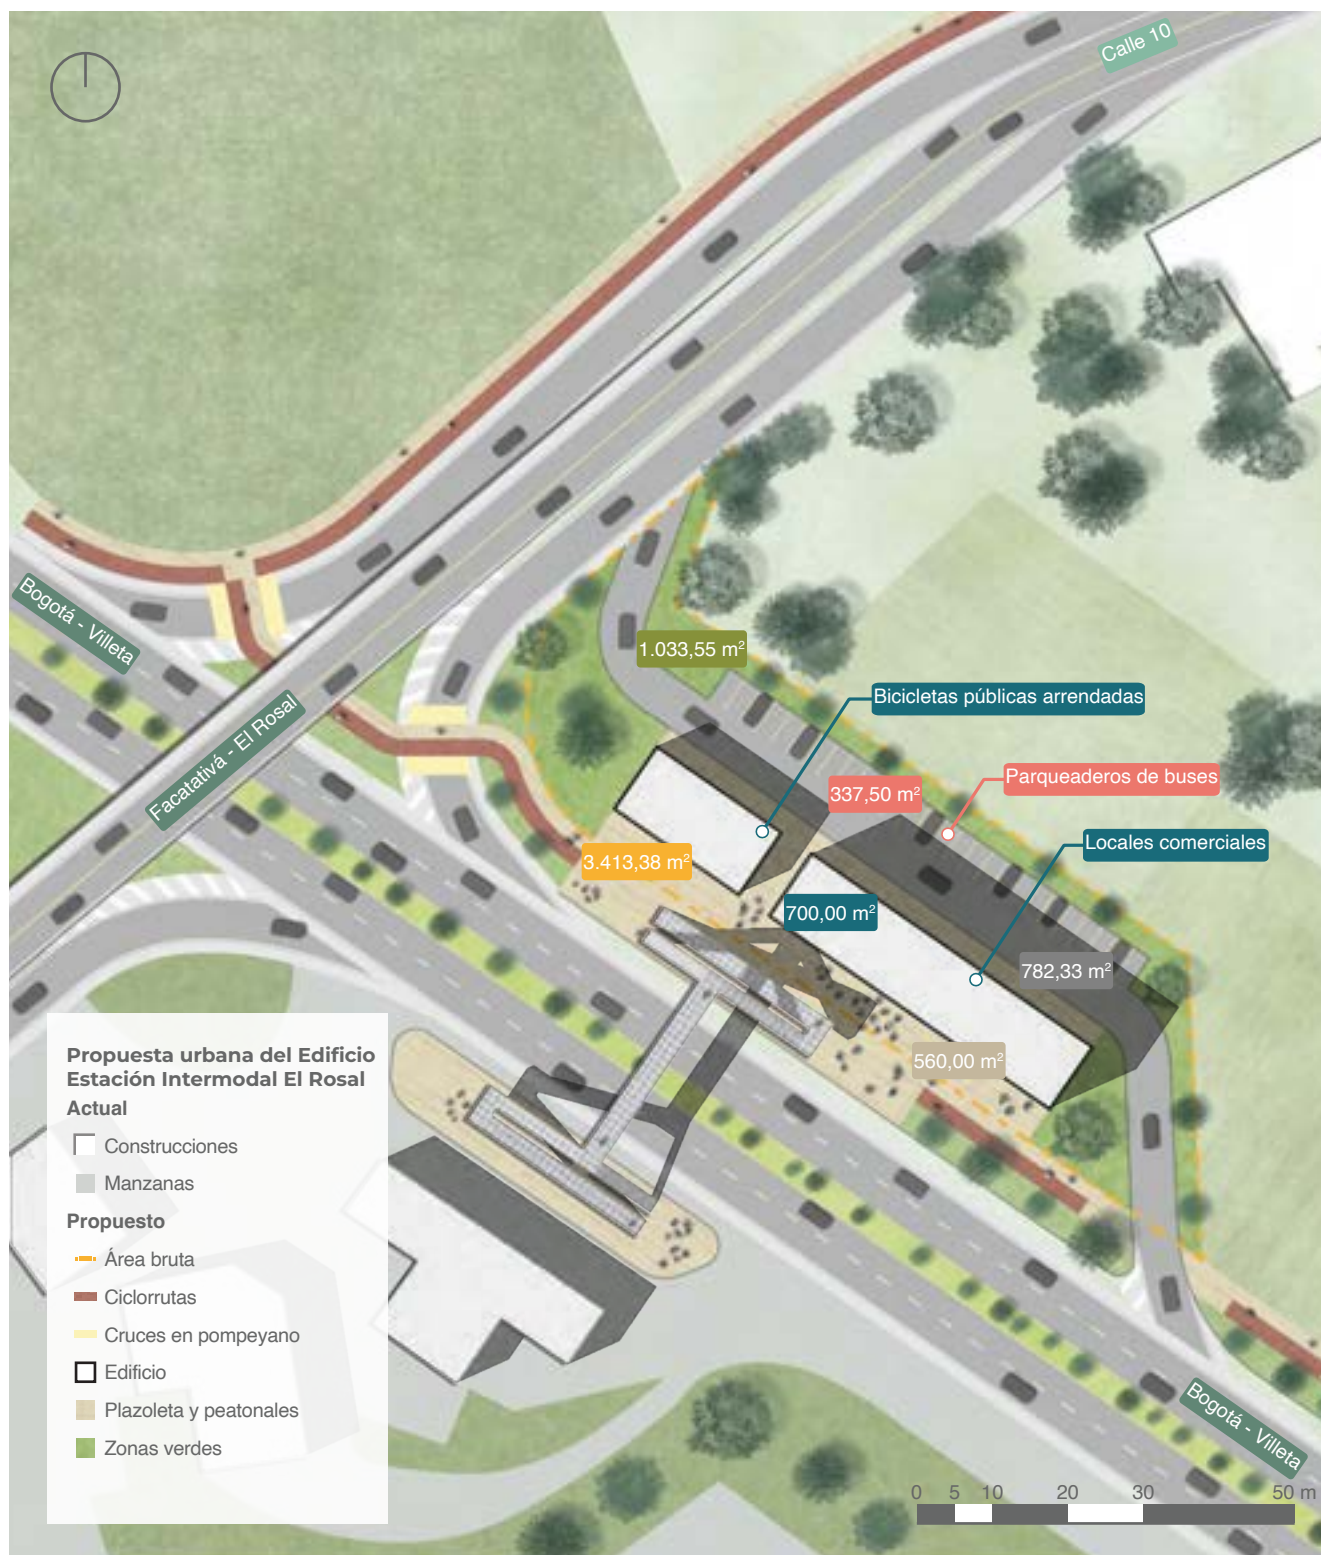 Calle 10
Bogotá - Villeta
1.033,55 m²
Bicicletas públicas arrendadas
Facatativá - El Rosal
Parqueaderos de buses
337,50 m²
Locales comerciales
3.413,38 m²
700,00 m²
782,33 m²
560,00 m²
Propuesta urbana del Edificio
Estación Intermodal El Rosal
Actual
Construcciones
Manzanas
Propuesto
Área bruta
Ciclorrutas
Cruces en pompeyano
Edificio
Plazoleta y peatonales
Zonas verdes
Bogotá - Villeta
0 5 10 20 30 50 m